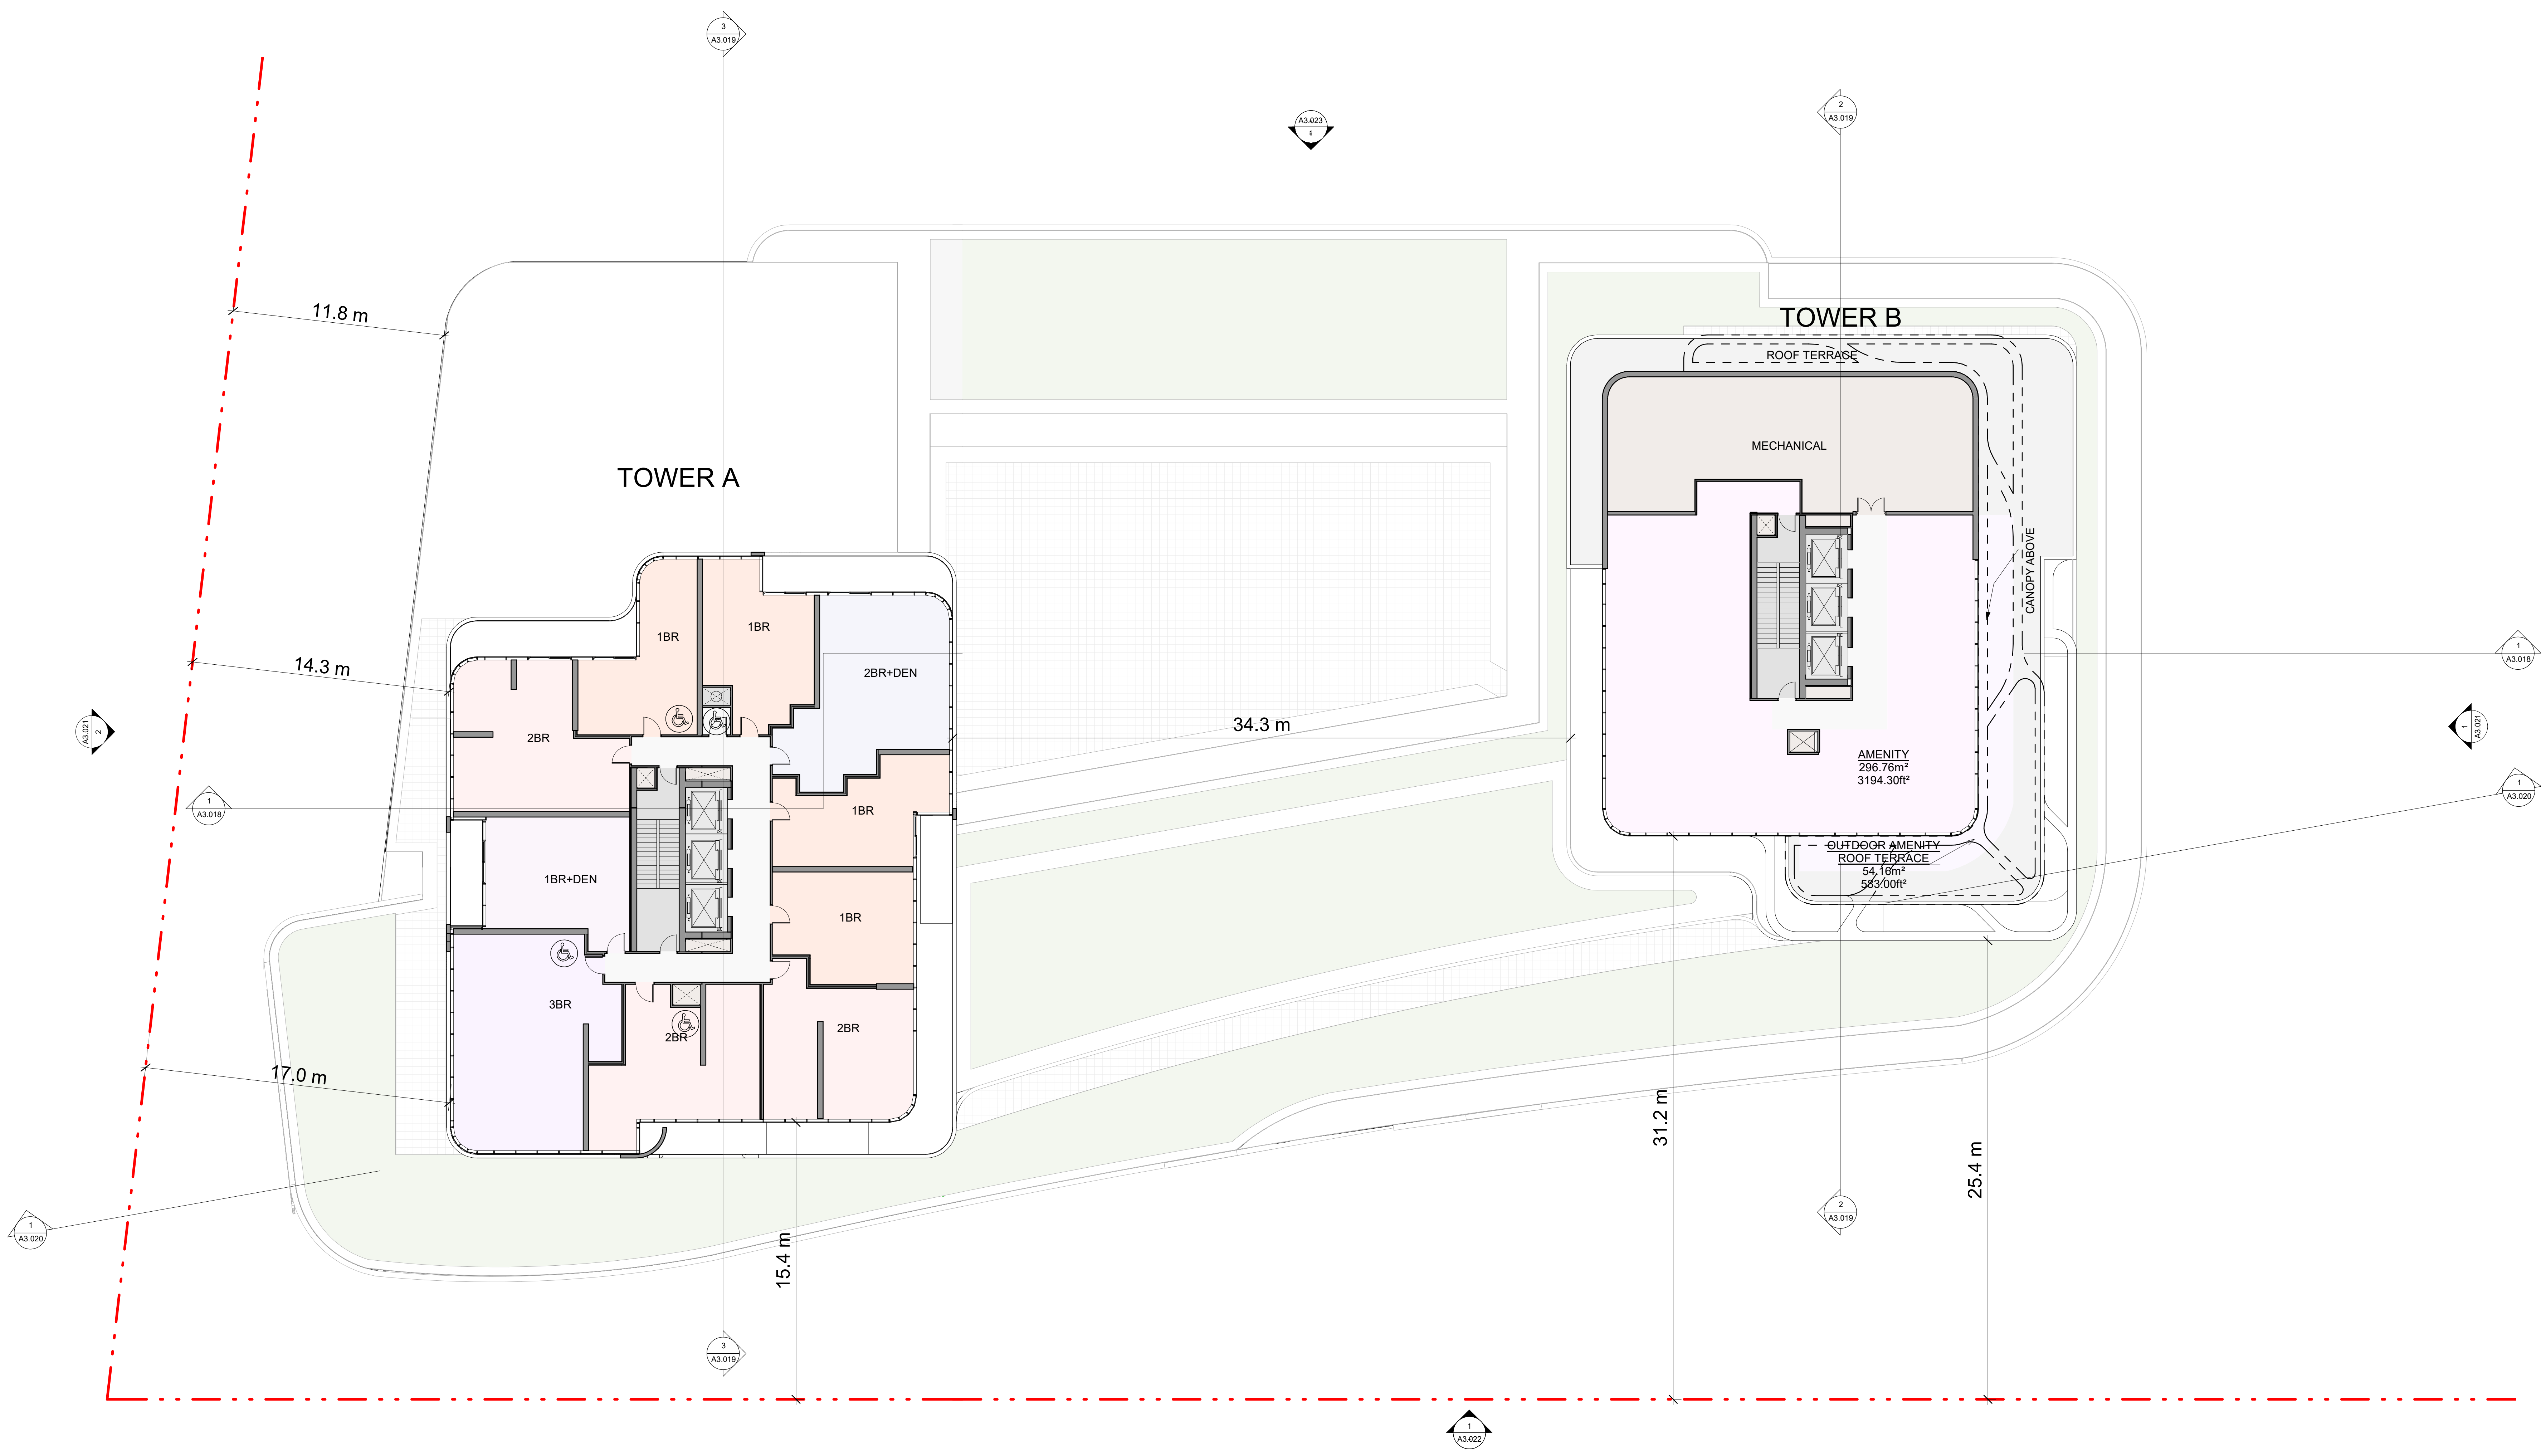 3
A3.019
2
A3.019
A3.023
1
11.8 m
TOWER B
ROOF TERRACE
MECHANICAL
TOWER A
CANOPY ABOVE
1BR
1BR
14.3 m
2BR+DEN
1
A3.018
A3.021
2
2BR
34.3 m
A3.021
1
AMENITY
296.76m²
3194.30ft²
1
A3.018
1BR
1
A3.020
OUTDOOR AMENITY
ROOF TERRACE
54.16m²
583.00ft²
1BR+DEN
1BR
3BR
2BR
2BR
17.0 m
31.2 m
25.4 m
1
A3.020
15.4 m
2
A3.019
3
A3.019
1
A3.022